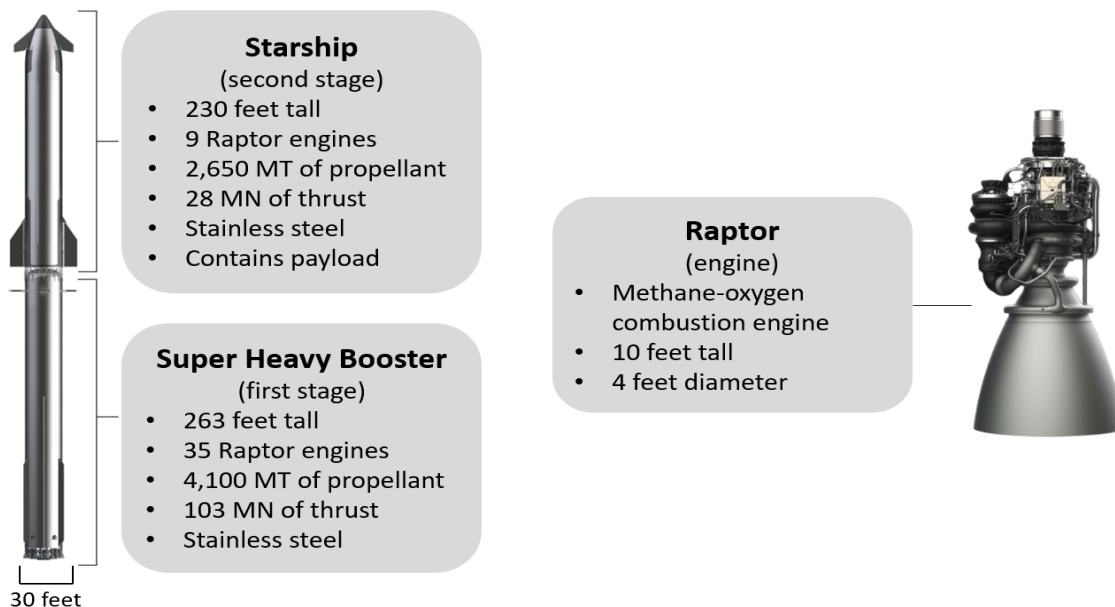 Starship
(second stage)
• 230 feet tall
• 9 Raptor engines
• 2,650 MT of propellant
• 28 MN of thrust
• Stainless steel
• Contains payload
Super Heavy Booster
(first stage)
• 263 feet tall
• 35 Raptor engines
• 4,100 MT of propellant
• 103 MN of thrust
• Stainless steel
30 feet
Raptor
(engine)
• Methane-oxygen
combustion engine
• 10 feet tall
• 4 feet diameter